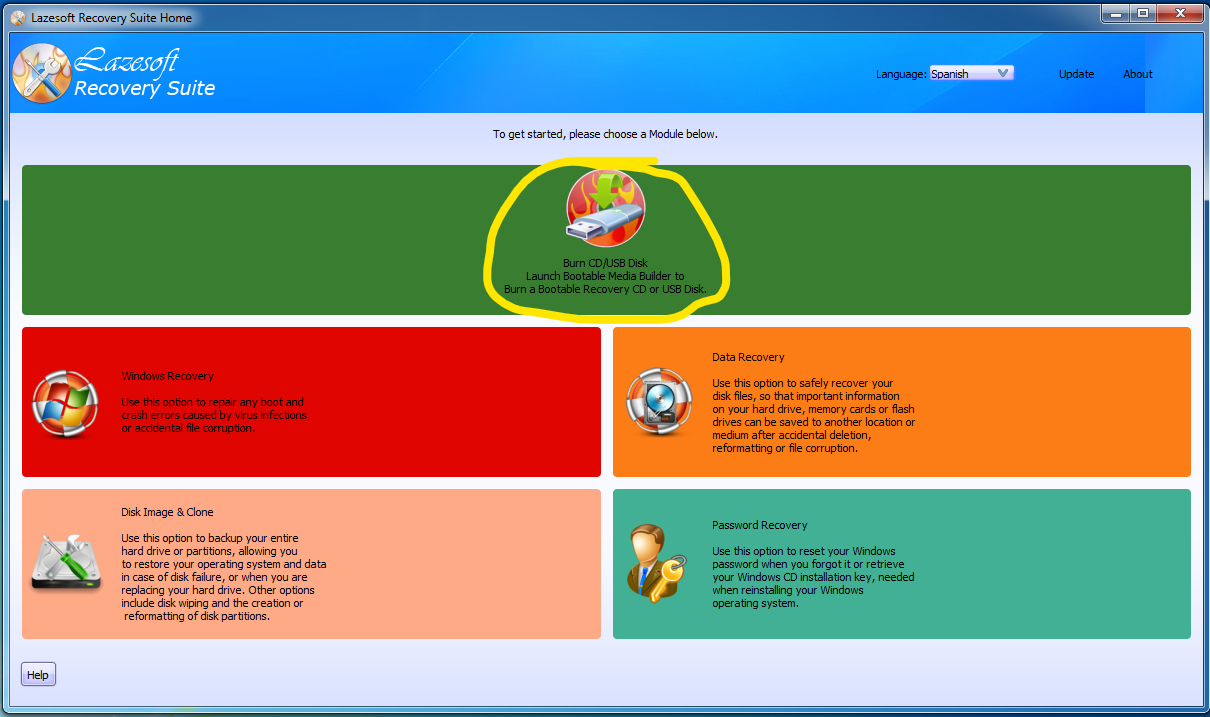 Lazesoft Recovery Suite Home
Lazesoft
Recovery Suite
Language: Spanish
Update
About
To get started, please choose a Module below.
Burn CD/USB Disk
Launch Bootable Media Builder to
Burn a Bootable Recovery CD or USB Disk.
Windows Recovery
Use this option to repair any boot and
crash errors caused by virus infections
or accidental file corruption.
Data Recovery
Use this option to safely recover your
disk files, so that important information
on your hard drive, memory cards or flash
drives can be saved to another location or
medium after accidental deletion,
reformatting or file corruption.
Disk Image & Clone
Use this option to backup your entire
hard drive or partitions, allowing you
to restore your operating system and data
in case of disk failure, or when you are
replacing your hard drive. Other options
include disk wiping and the creation or
reformatting of disk partitions.
Password Recovery
Use this option to reset your Windows
password when you forgot it or retrieve
your Windows CD installation key, needed
when reinstalling your Windows
operating system.
Help